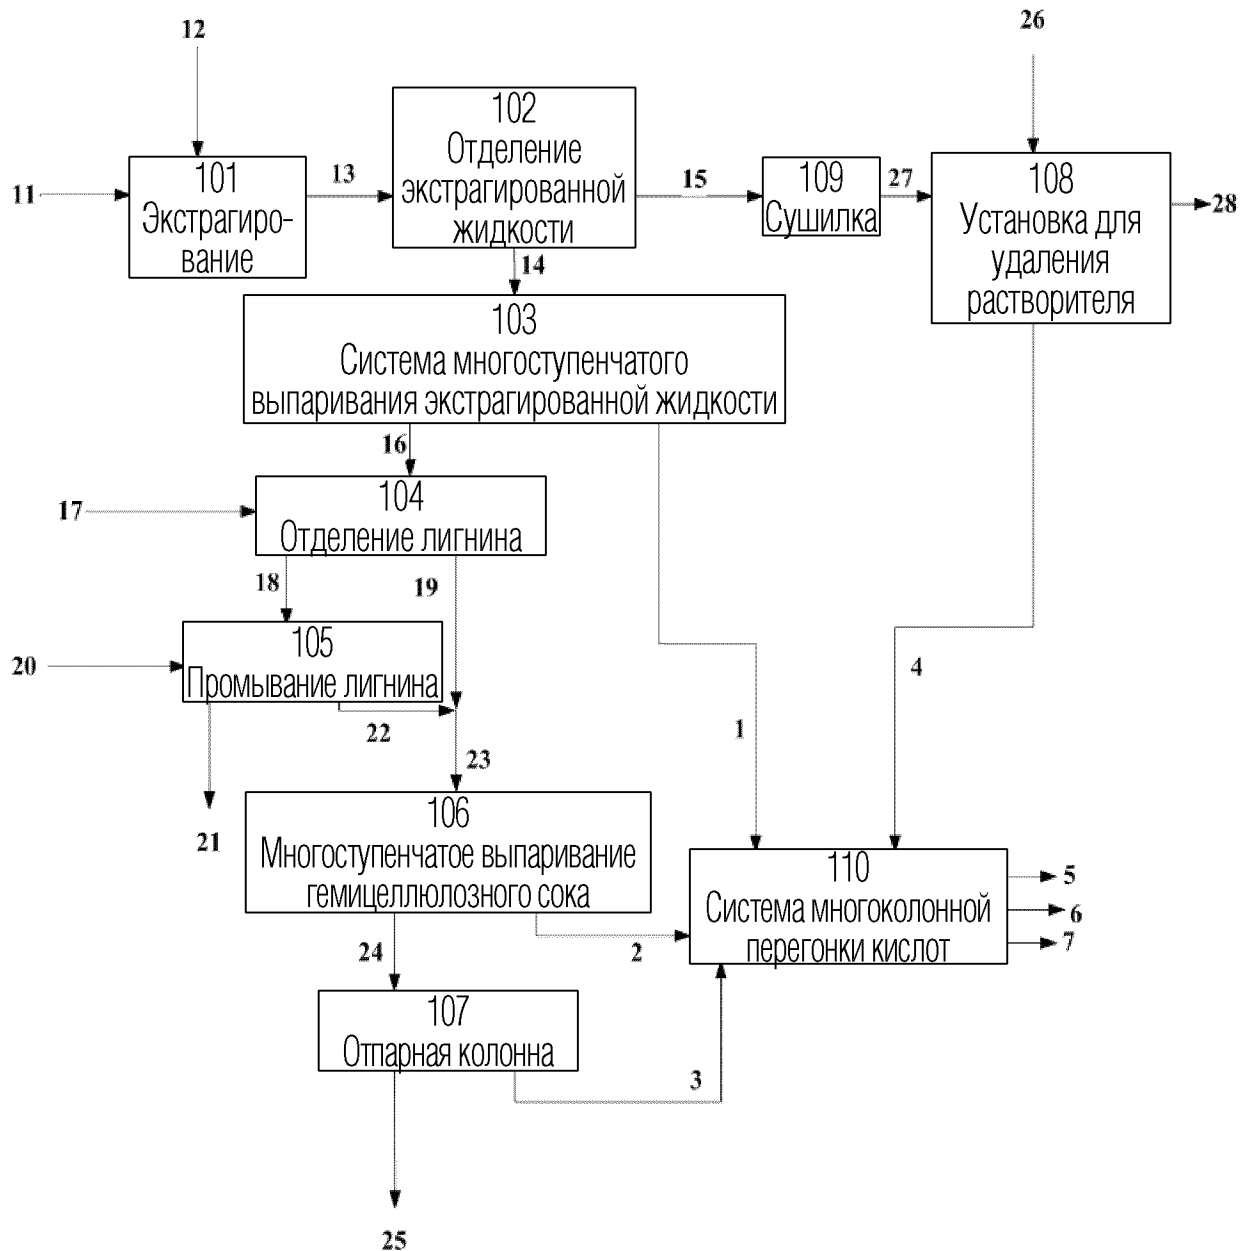 12
26
102
Отделение
экстрагированной
жидкости
11
101
Экстагиро-
вание
13
15
109
Сушилка
27
108
Установка для
удаления
растворителя
28
14
103
Система многоступенчатого
выпаривания экстрагированной жидкости
16
17
104
Отделение лигнина
18
19
20
105
Промывание лигнина
22
4
1
23
21
106
Многоступенчатое выпаривание
гемицеллюлозного сока
110
Система многоколонной
перегонки кислот
5
6
7
24
2
107
Отпарная колонна
3
25